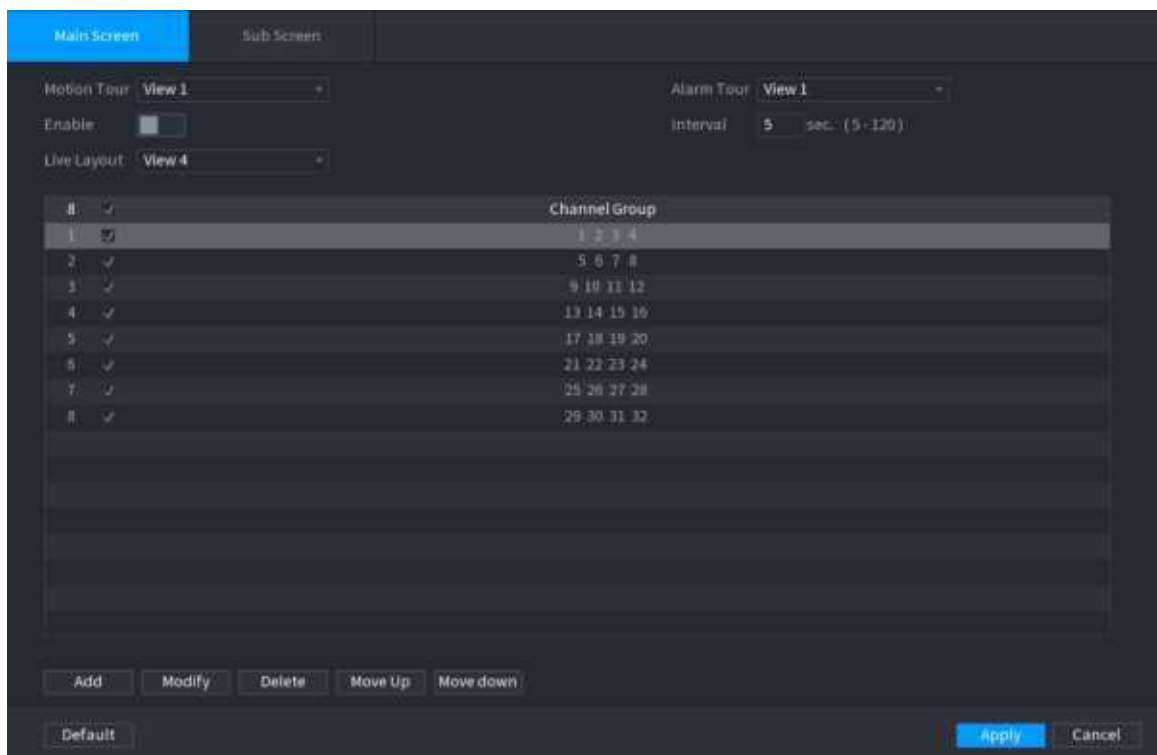 Main Screen Sub Screen
Motion Tour View 1 Alarm Tour View 1
Enable Interval 5 sec. (5-120)
Live Layout View 4
8 Channel Group
1 1 2 3 4
2 5 6 7 8
3 9 10 11 12
4 13 14 15 16
5 17 18 19 20
6 21 22 23 24
7 25 26 27 28
8 29 30 31 32
Add Modify Delete Move Up Move down
Default Apply Cancel